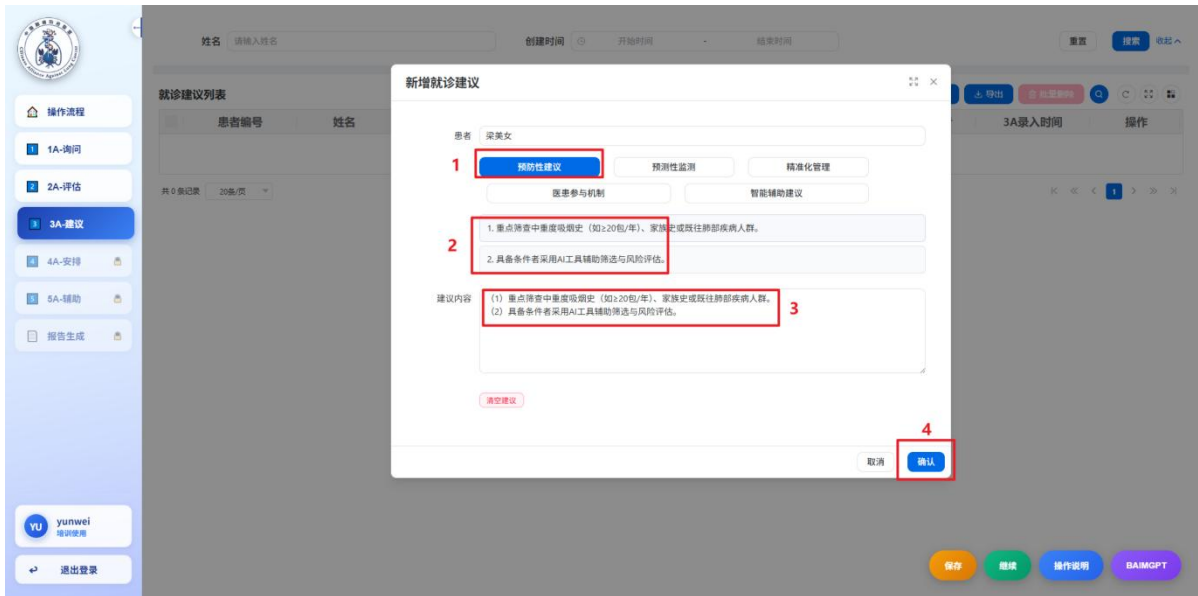 姓名 请输入姓名 创建时间 开始时间 - 结束时间 重置 搜索 收起
操作流程
1 1A-询问
2 2A-评估
3 3A-建议
4 4A-安排
5 5A-辅助
报告生成
YU yunwei
培训使用
退出登录
就诊建议列表 导出 批量删除
患者编号 姓名 3A录入时间 操作
共 0 条记录 20条/页 1
新增就诊建议
患者 梁美女
1 预防性建议 预测性监测 精准化管理
医患参与机制 智能辅助建议
2
1. 重点筛查中重度吸烟史（如≥20包/年）、家族史或既往肺部疾病人群。
2. 具备条件者采用AI工具辅助筛选与风险评估。
建议内容
（1）重点筛查中重度吸烟史（如≥20包/年）、家族史或既往肺部疾病人群。
（2）具备条件者采用AI工具辅助筛选与风险评估。
3
清空建议
4
取消 确认
保存 继续 操作说明 BAIMGPT